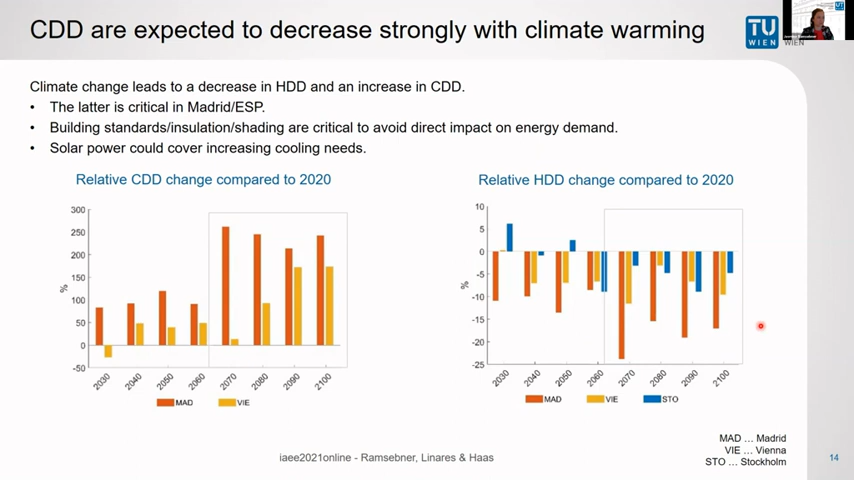 CDD are expected to decrease strongly with climate warming
TU
WIEN
WIEN
Climate change leads to a decrease in HDD and an increase in CDD.
• The latter is critical in Madrid/ESP.
• Building standards/insulation/shading are critical to avoid direct impact on energy demand.
• Solar power could cover increasing cooling needs.
Relative CDD change compared to 2020
300
250
200
150
100
50
0
-50
%
2030 2040 2050 2060 2070 2080 2090 2100
MAD VIE
Relative HDD change compared to 2020
10
5
0
-5
-10
-15
-20
-25
%
2030 2040 2050 2060 2070 2080 2090 2100
MAD VIE STO
MAD ... Madrid
VIE ... Vienna
STO ... Stockholm
iaee2021online - Ramsebner, Linares & Haas
14